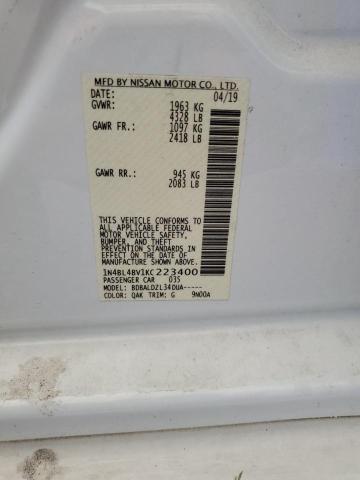 MFD BY NISSAN MOTOR CO., LTD.
DATE: 04/19
GVWR: 1963 KG
4328 LB
GAWR FR.: 1097 KG
2418 LB
GAWR RR.: 945 KG
2083 LB
THIS VEHICLE CONFORMS TO
ALL APPLICABLE FEDERAL
MOTOR VEHICLE SAFETY,
BUMPER, AND THEFT
PREVENTION STANDARDS IN
EFFECT ON THE DATE OF
MANUFACTURE SHOWN ABOVE.
1N4BL4BV1KC223400
PASSENGER CAR 035
MODEL: BDBALDZL34DUA-----
COLOR: QAK TRIM: G 9N00A